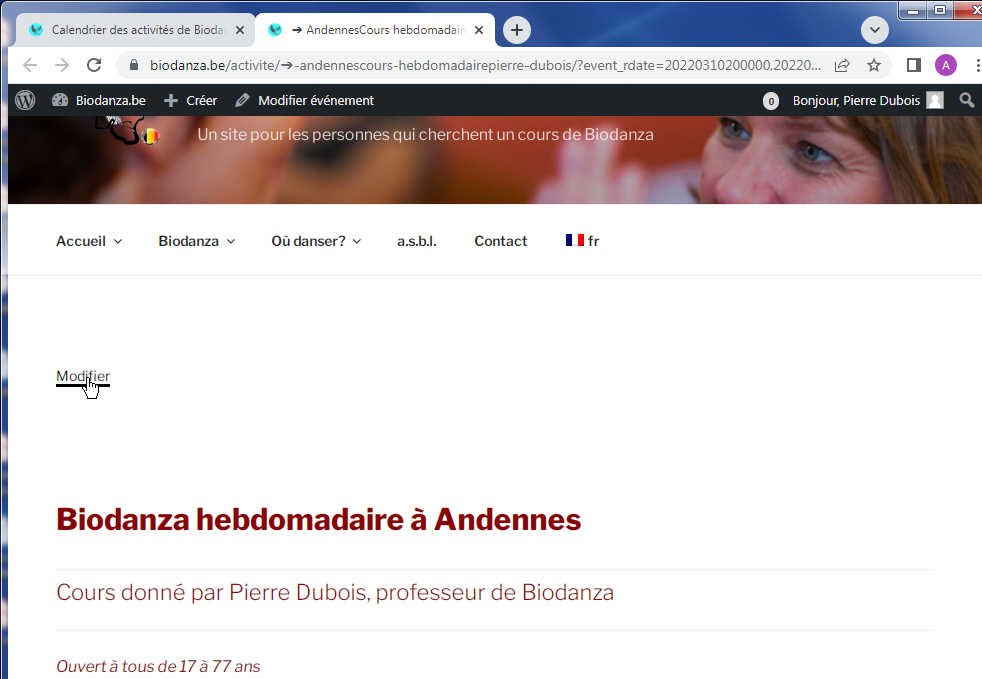 Calendrier des activités de Bioda
➔ AndennesCours hebdomadair
biodanza.be/activite/➔-andennescours-hebdomadairepierre-dubois/?event_rdate=20220310200000,20220...
A
Biodanza.be Créer Modifier événement 0 Bonjour, Pierre Dubois
Un site pour les personnes qui cherchent un cours de Biodanza
Accueil Biodanza Où danser? a.s.b.l. Contact fr
Modifier
Biodanza hebdomadaire à Andennes
Cours donné par Pierre Dubois, professeur de Biodanza
Ouvert à tous de 17 à 77 ans